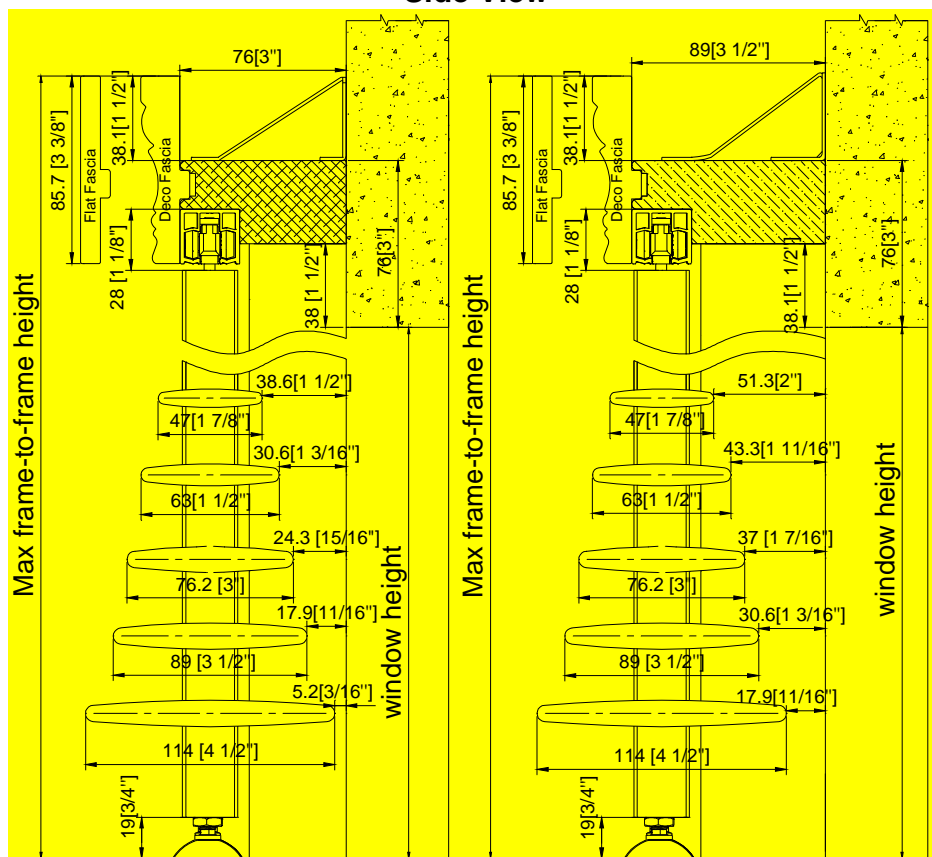 Side View
76[3"]
38.1[1 1/2"]
85.7 [3 3/8"]
Flat Fascia
Deco Fascia
28 [1 1/8"]
38 [1 1/2"]
76[3"]
Max frame-to-frame height
38.6[1 1/2"]
47[1 7/8"]
30.6[1 3/16"]
63[1 1/2"]
24.3 [15/16"]
76.2 [3"]
17.9[11/16"]
89 [3 1/2"]
5.2[3/16"]
114 [4 1/2"]
19[3/4"]
window height
89[3 1/2"]
38.1[1 1/2"]
85.7 [3 3/8"]
Flat Fascia
Deco Fascia
28 [1 1/8"]
38.1[1 1/2"]
76[3"]
Max frame-to-frame height
51.3[2"]
47[1 7/8"]
43.3[1 11/16"]
63[1 1/2"]
37 [1 7/16"]
76.2 [3"]
30.6[1 3/16"]
89 [3 1/2"]
17.9[11/16"]
114 [4 1/2"]
19[3/4"]
window height